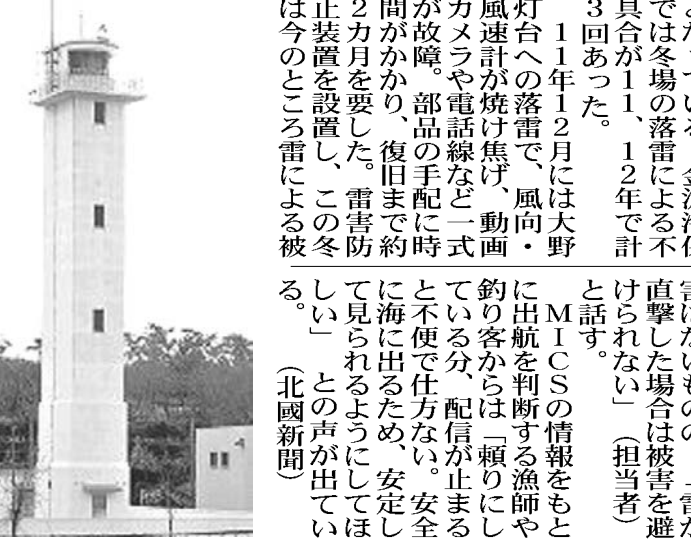 では冬場の落雷による不
具合が11、12年で計
3回あった。
11年12月には大野
灯台への落雷で、風向・
風速計が焼け焦げ、動画
カメラや電話線など一式
が故障。部品の手配に時
間がかかり、復旧まで約
2カ月を要した。雷害防
止装置を設置し、この冬
は今のところ雷による被
害はないものの、「雷が
直撃した場合は被害を避
けられない」（担当者）
と話す。
MICSの情報をもと
に出航を判断する漁師や
釣り客からは「頼りにし
ている分、配信が止まる
と不便で仕方ない。安全
に海に出るため、安定し
て見られるようにしてほ
しい」　との声が出てい
る。　（北國新聞）